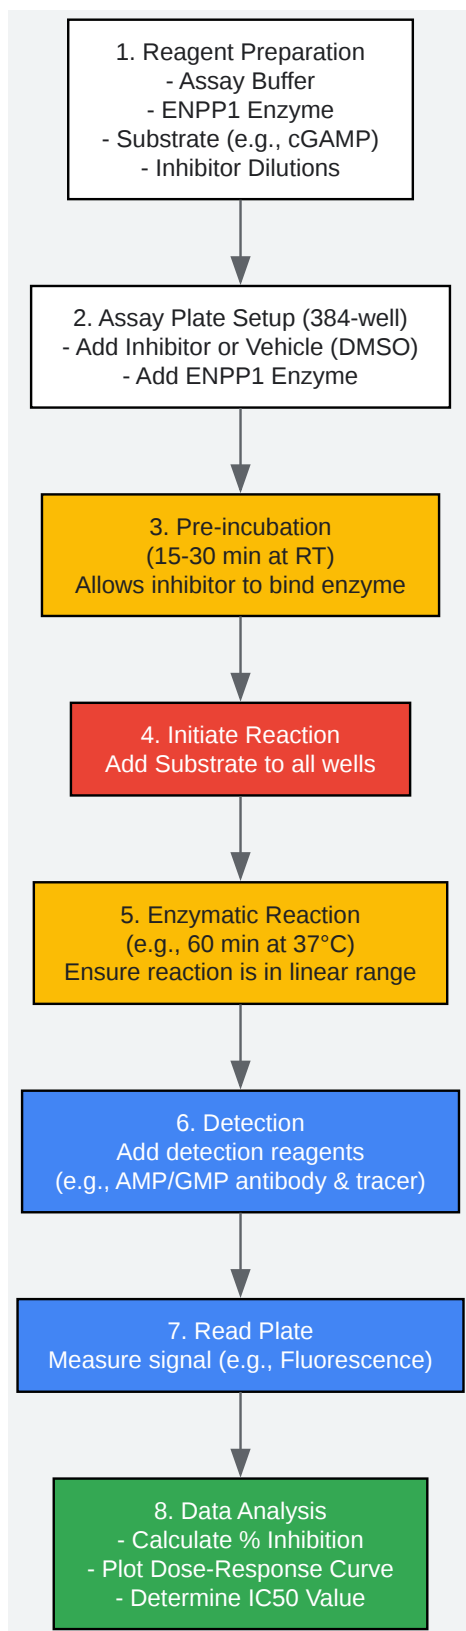 1. Reagent Preparation
- Assay Buffer
- ENPP1 Enzyme
- Substrate (e.g., cGAMP)
- Inhibitor Dilutions
2. Assay Plate Setup (384-well)
- Add Inhibitor or Vehicle (DMSO)
- Add ENPP1 Enzyme
3. Pre-incubation
(15-30 min at RT)
Allows inhibitor to bind enzyme
4. Initiate Reaction
Add Substrate to all wells
5. Enzymatic Reaction
(e.g., 60 min at 37°C)
Ensure reaction is in linear range
6. Detection
Add detection reagents
(e.g., AMP/GMP antibody & tracer)
7. Read Plate
Measure signal (e.g., Fluorescence)
8. Data Analysis
- Calculate % Inhibition
- Plot Dose-Response Curve
- Determine IC50 Value